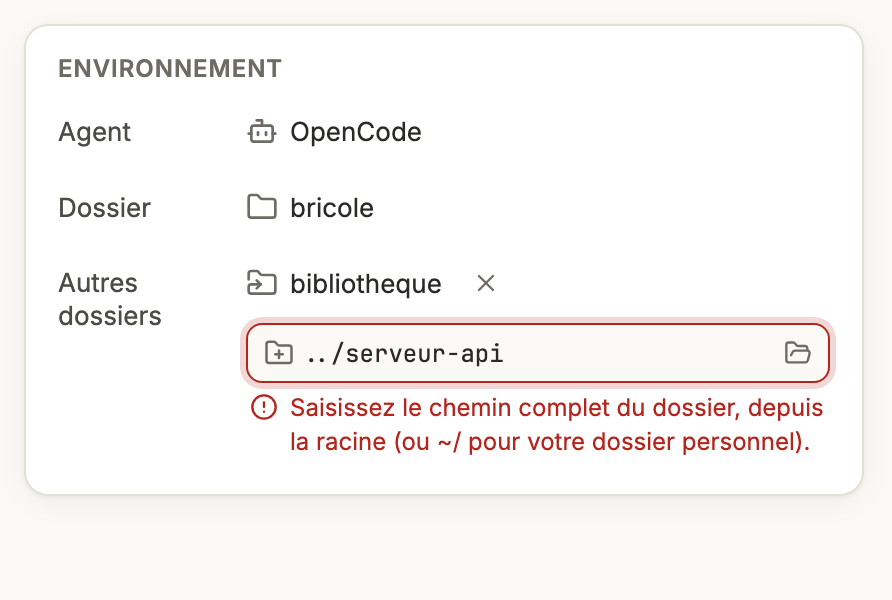 ENVIRONNEMENT
Agent
OpenCode
Dossier
bricole
Autres
dossiers
bibliotheque
../serveur-api
Saisissez le chemin complet du dossier, depuis
la racine (ou ~/ pour votre dossier personnel).